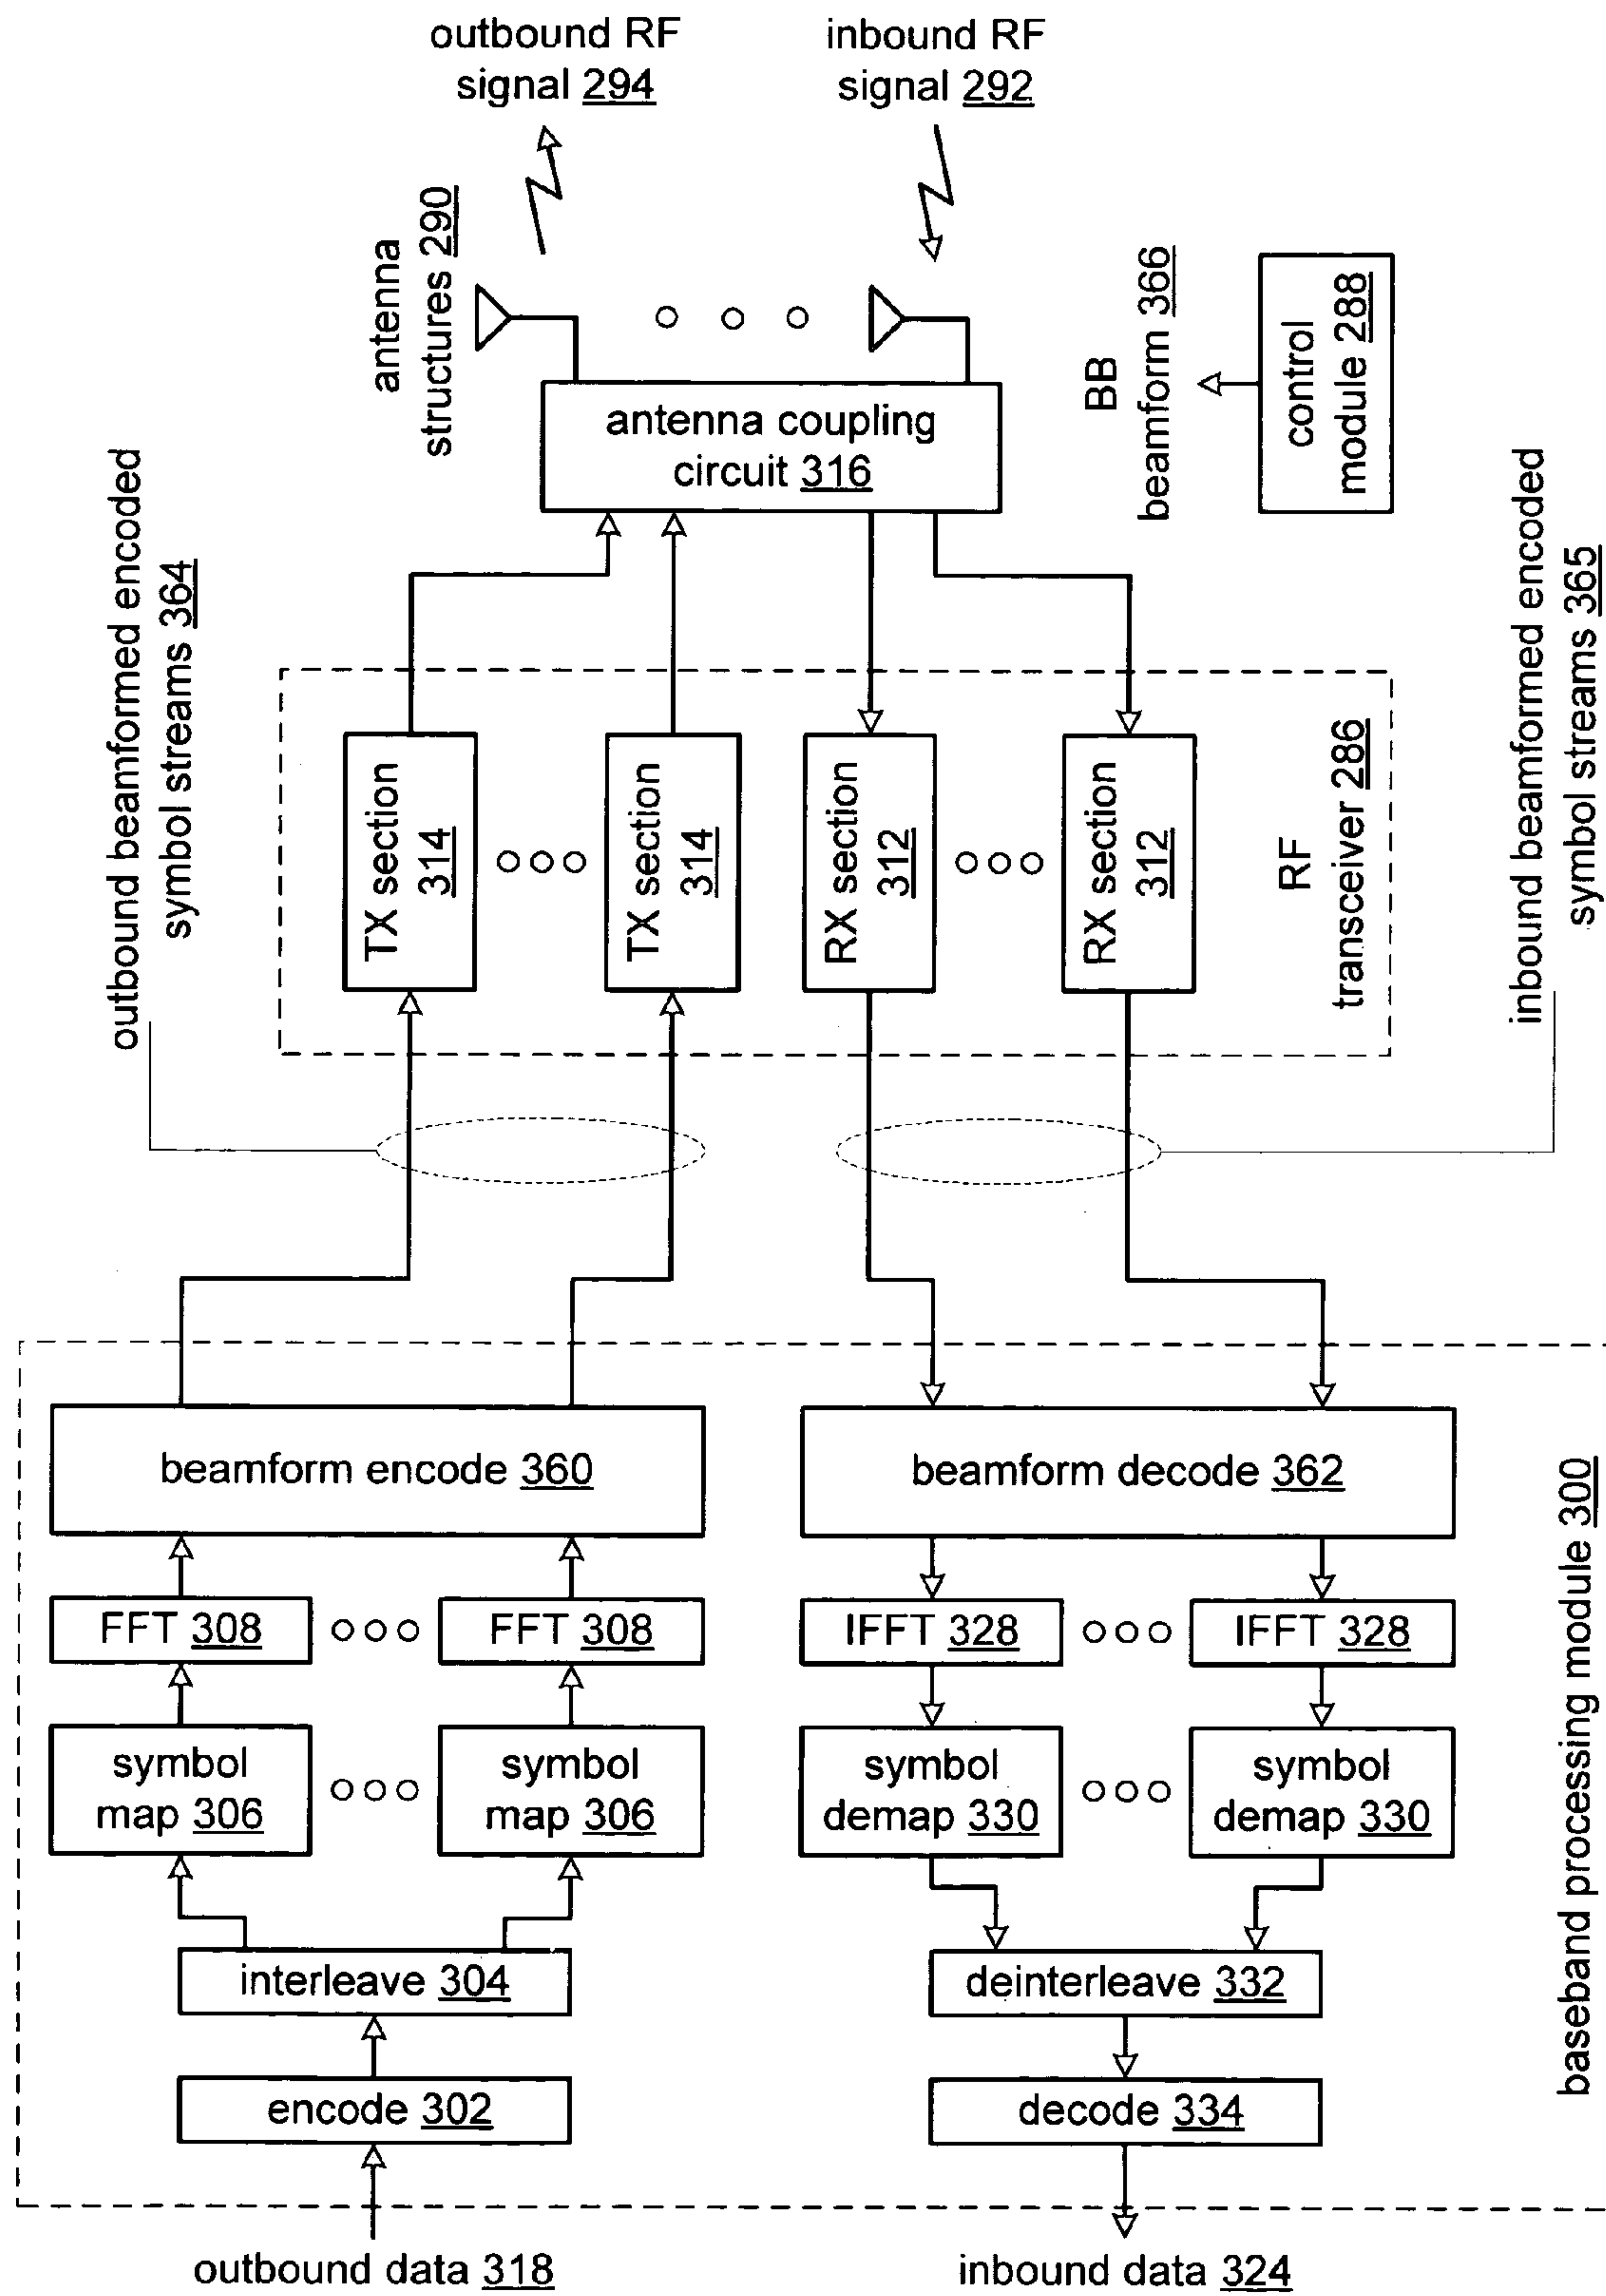 outbound RF
signal 294
inbound RF
signal 292
antenna
structures 290
antenna coupling
circuit 316
BB
beamform 366
control
module 288
outbound beamformed encoded
symbol streams 364
TX section
314
TX section
314
RX section
312
RX section
312
RF
transceiver 286
inbound beamformed encoded
symbol streams 365
beamform encode 360
beamform decode 362
FFT 308
FFT 308
IFFT 328
IFFT 328
symbol
map 306
symbol
map 306
symbol
demap 330
symbol
demap 330
interleave 304
deinterleave 332
encode 302
decode 334
baseband processing module 300
outbound data 318
inbound data 324